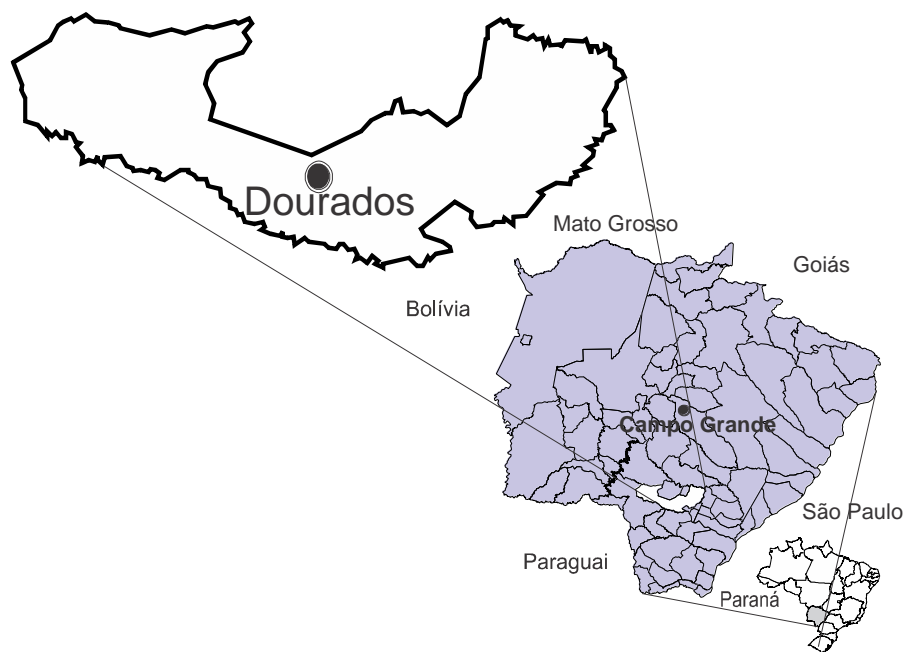 Dourados
Mato Grosso
Goiás
Bolívia
Campo Grande
São Paulo
Paraguai
Paraná